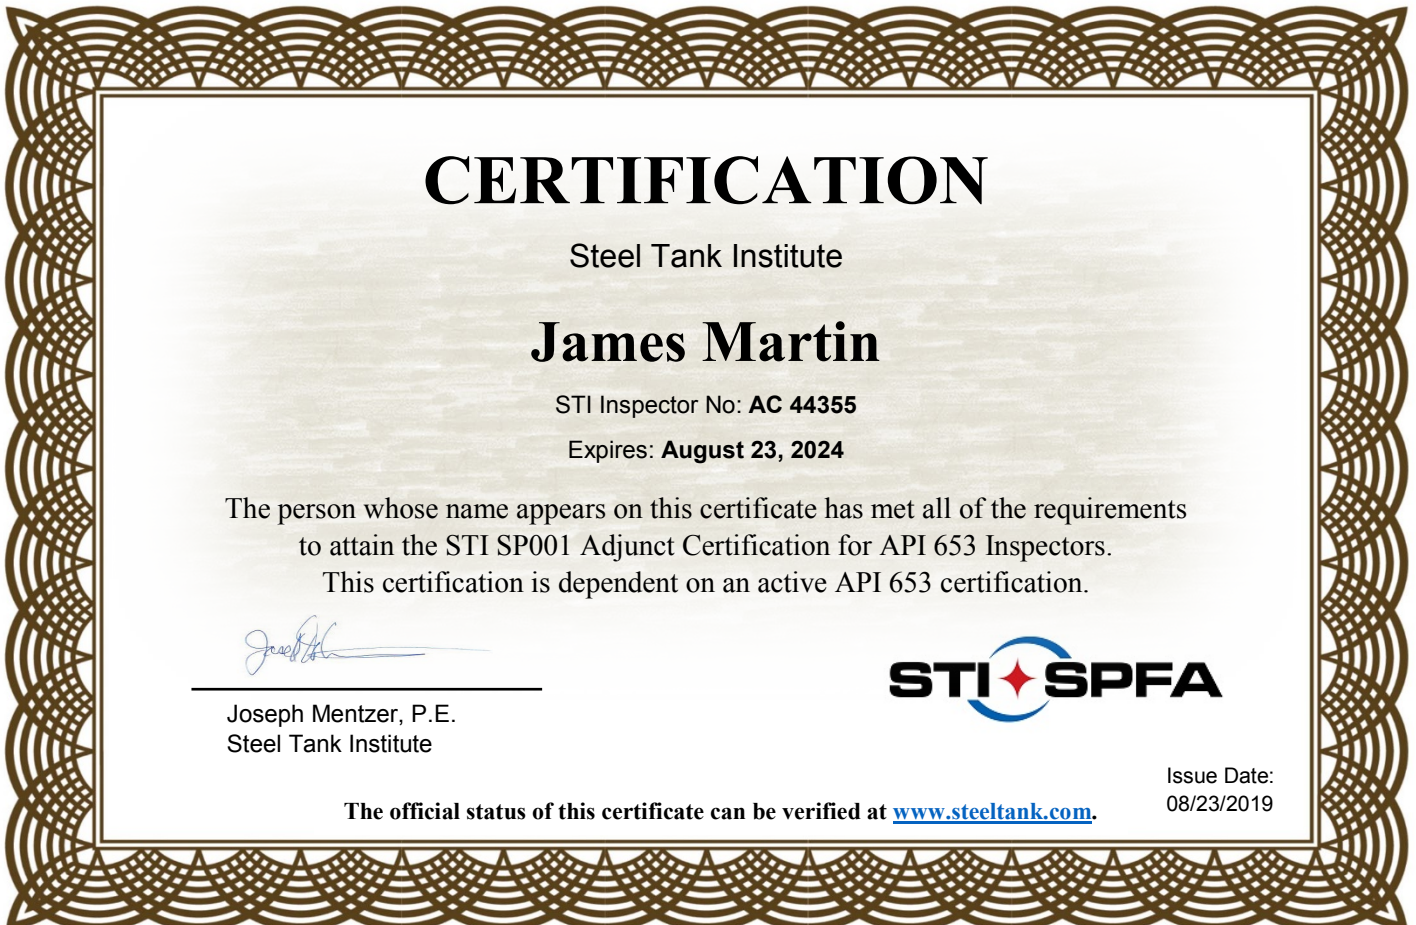 CERTIFICATION
Steel Tank Institute
James Martin
STI Inspector No: AC 44355
Expires: August 23, 2024
The person whose name appears on this certificate has met all of the requirements
to attain the STI SP001 Adjunct Certification for API 653 Inspectors.
This certification is dependent on an active API 653 certification.
STI SPFA
Joseph Mentzer, P.E.
Steel Tank Institute
Issue Date:
08/23/2019
The official status of this certificate can be verified at www.steeltank.com.